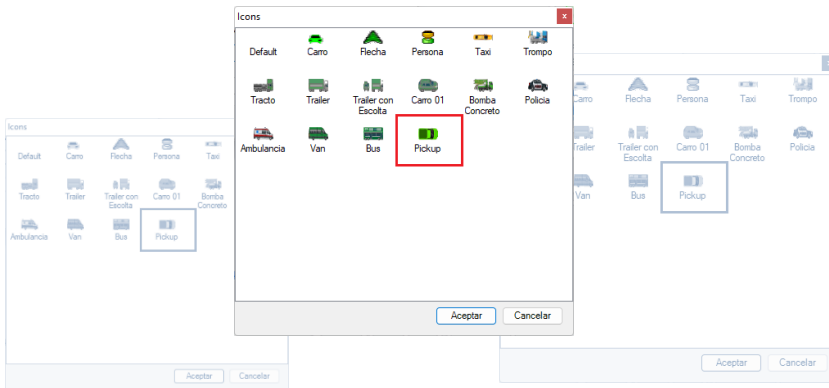 Icons
x
Default Carro Flecha Persona Taxi Trompo
Tracto Trailer Trailer con Escolta Carro 01 Bomba Concreto Policia
Ambulancia Van Bus Pickup
Aceptar Cancelar
Icons
Default Carro Flecha Persona Taxi
Tracto Trailer Trailer con Escolta Carro 01 Bomba Concreto
Ambulancia Van Bus Pickup
Aceptar Cancelar
Carro Flecha Persona Taxi Trompo
Trailer Trailer con Escolta Carro 01 Bomba Concreto Policia
Van Bus Pickup
Aceptar Cancelar